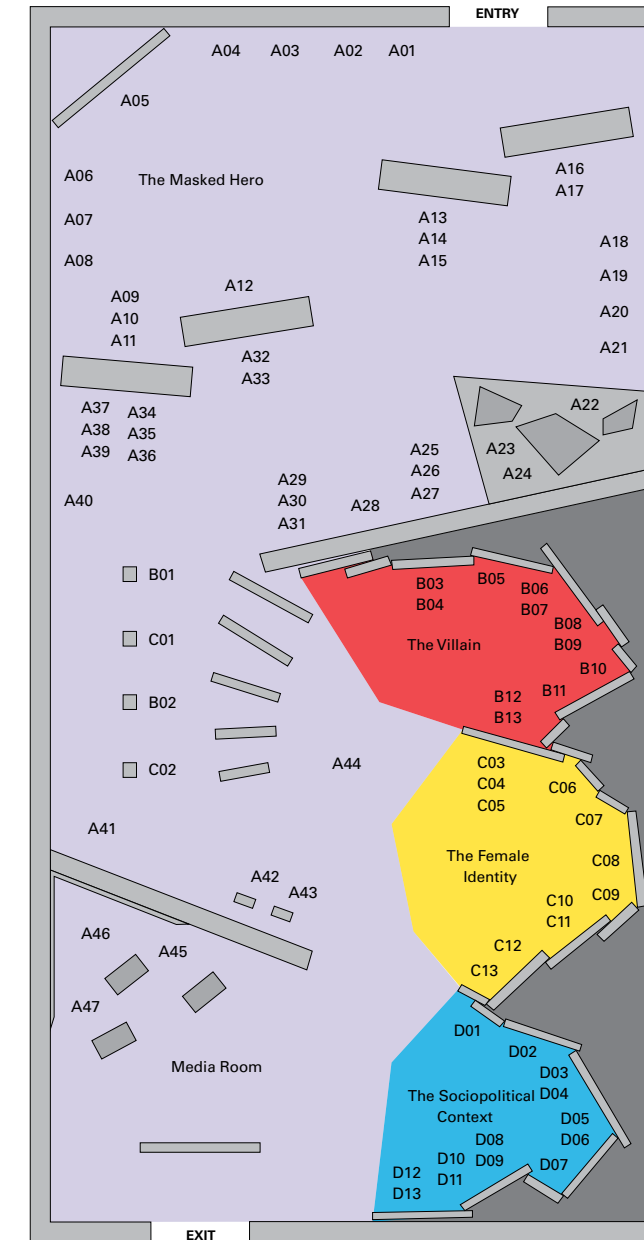 ENTRY
A04 A03 A02 A01
A05
A16
A17
A06
The Masked Hero
A13
A14
A15
A07
A18
A08
A19
A12
A09
A10
A11
A20
A21
A32
A33
A37
A38
A39
A34
A35
A36
A22
A23
A24
A25
A26
A27
A29
A30
A31
A28
A40
B01
B03
B04
B05
B06
B07
B08
B09
C01
The Villain
B10
B11
B12
B13
B02
C02
A44
C03
C04
C05
C06
C07
A41
The Female
Identity
C08
C09
C10
C11
A42
A43
A46
A45
C12
C13
A47
D01
D02
Media Room
D03
D04
The Sociopolitical
Context
D05
D06
D08
D09
D07
D10
D11
D12
D13
EXIT